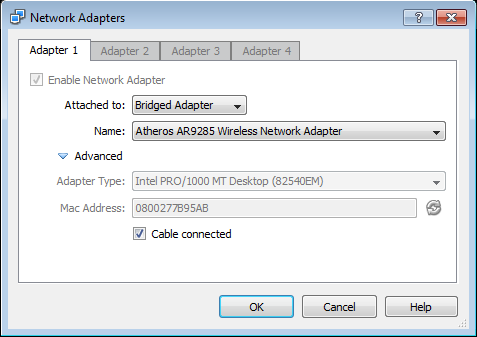 Network Adapters
Adapter 1 Adapter 2 Adapter 3 Adapter 4
Enable Network Adapter
Attached to: Bridged Adapter
Name: Atheros AR9285 Wireless Network Adapter
Advanced
Adapter Type: Intel PRO/1000 MT Desktop (82540EM)
Mac Address: 0800277B95AB
Cable connected
OK Cancel Help